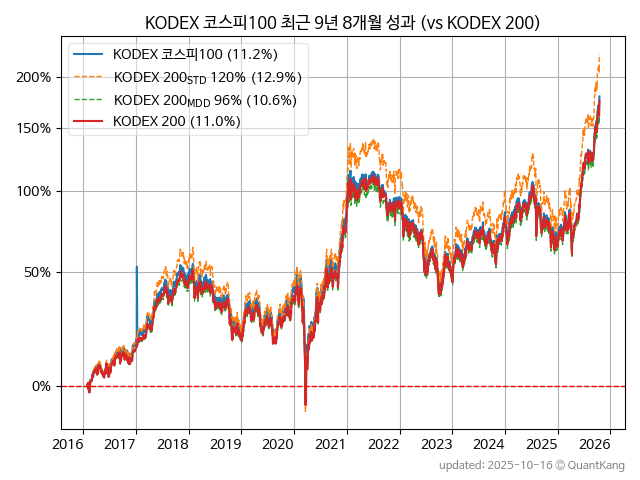 KODEX 코스피100 최근 9년 8개월 성과 (vs KODEX 200)
KODEX 코스피100 (11.2%)
KODEX 200STD 120% (12.9%)
KODEX 200MDD 96% (10.6%)
KODEX 200 (11.0%)
200%
150%
100%
50%
0%
2016 2017 2018 2019 2020 2021 2022 2023 2024 2025 2026
updated: 2025-10-16 © QuantKang